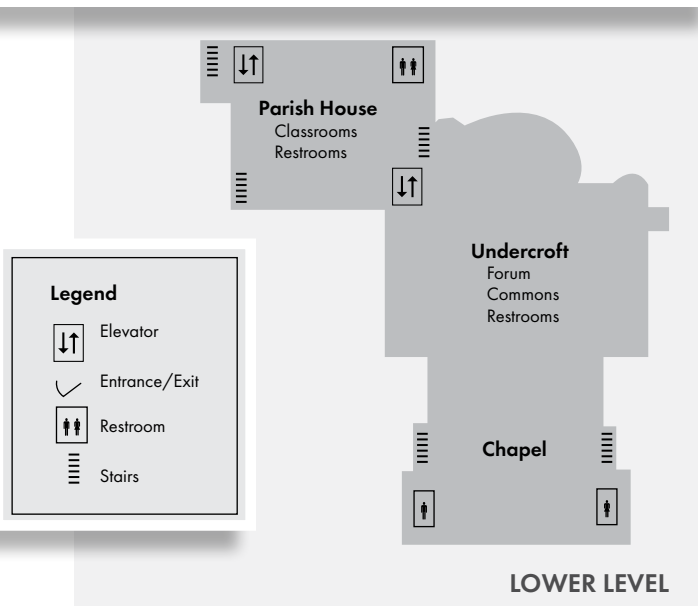 Parish House
Classrooms
Restrooms
Undercroft
Forum
Commons
Restrooms
Legend
Elevator
Entrance/Exit
Restroom
Stairs
Chapel
LOWER LEVEL